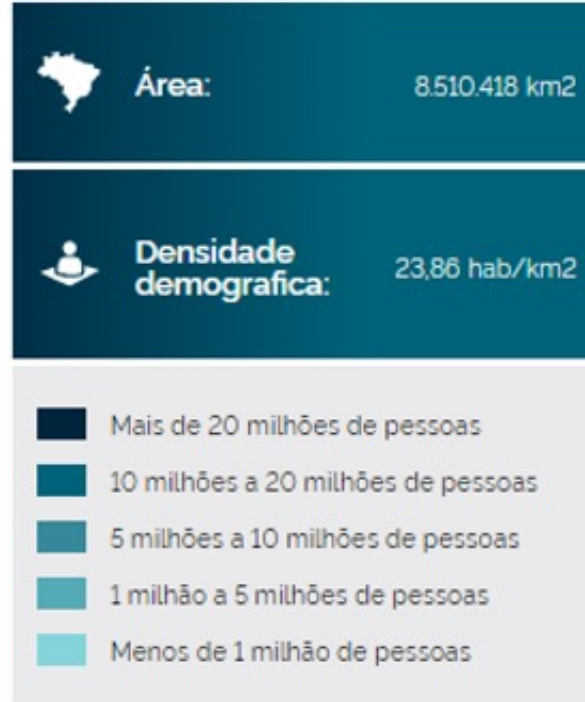 Área: 8.510.418 km2
Densidade
demografica: 23,86 hab/km2
Mais de 20 milhões de pessoas
10 milhões a 20 milhões de pessoas
5 milhões a 10 milhões de pessoas
1 milhão a 5 milhões de pessoas
Menos de 1 milhão de pessoas